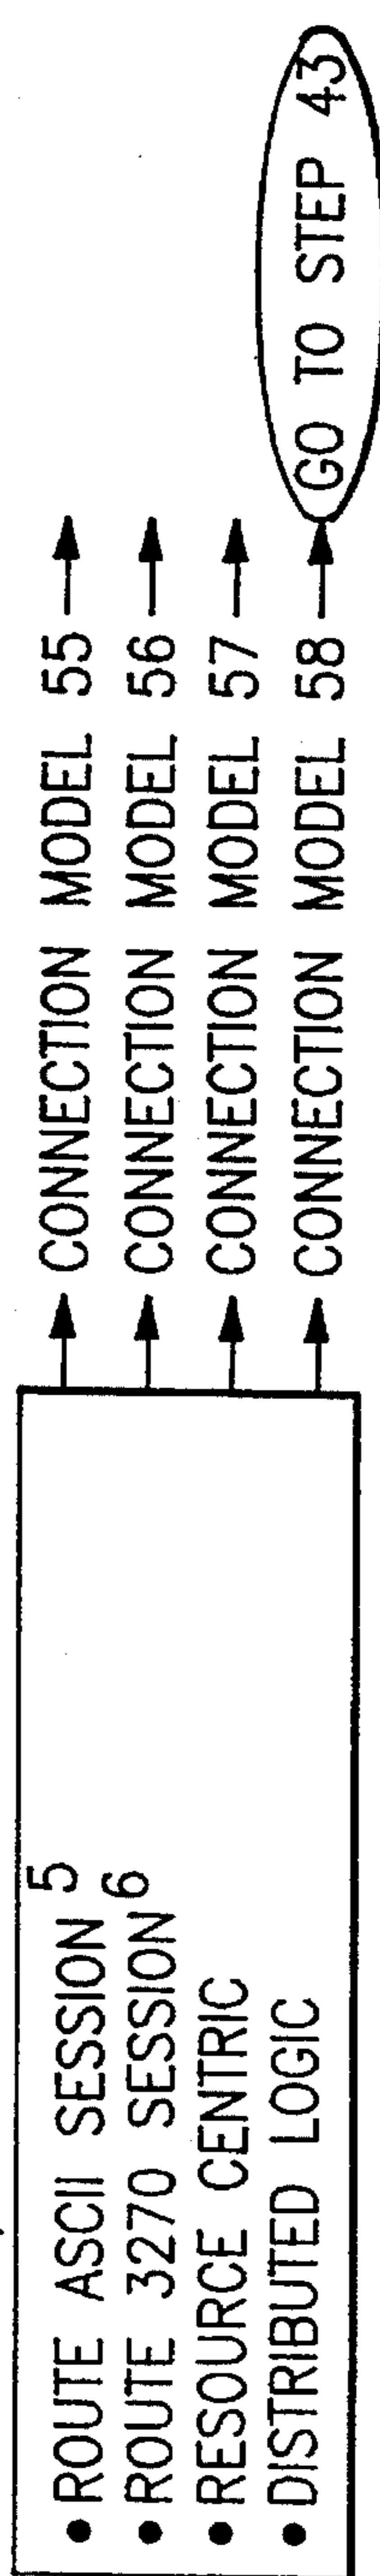 • ROUTE ASCII SESSION 5 → CONNECTION MODEL 55 →
• ROUTE 3270 SESSION 6 → CONNECTION MODEL 56 →
• RESOURCE CENTRIC → CONNECTION MODEL 57 →
• DISTRIBUTED LOGIC → CONNECTION MODEL 58 → GO TO STEP 43